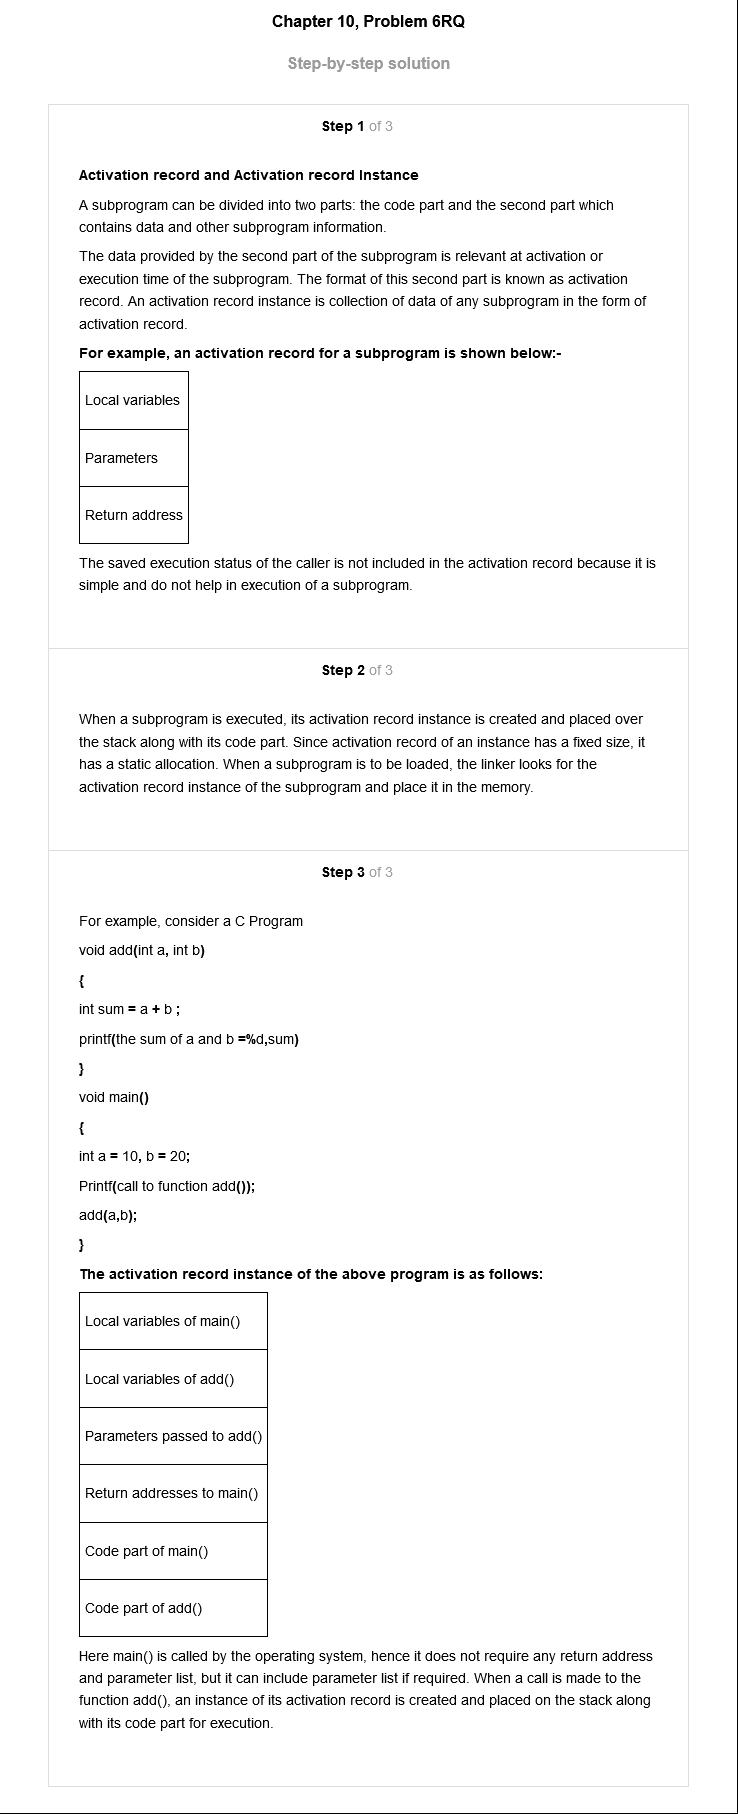 Chapter 10, Problem 6RQ
Step-by-step solution
Step 1 of 3
Activation record and Activation record Instance
A subprogram can be divided into two parts: the code part and the second part which
contains data and other subprogram information.
The data provided by the second part of the subprogram is relevant at activation or
execution time of the subprogram. The format of this second part is known as activation
record. An activation record instance is collection of data of any subprogram in the form of
activation record.
For example, an activation record for a subprogram is shown below:-
Local variables
Parameters
Return address
The saved execution status of the caller is not included in the activation record because it is
simple and do not help in execution of a subprogram.
Step 2 of 3
When a subprogram is executed, its activation record instance is created and placed over
the stack along with its code part. Since activation record of an instance has a fixed size, it
has a static allocation. When a subprogram is to be loaded, the linker looks for the
activation record instance of the subprogram and place it in the memory.
Step 3 of 3
For example, consider a C Program
void add(int a, int b)
{
int sum = a + b ;
printf(the sum of a and b =%d,sum)
}
void main()
{
int a = 10, b = 20;
Printf(call to function add());
add(a,b);
}
The activation record instance of the above program is as follows:
Local variables of main()
Local variables of add()
Parameters passed to add()
Return addresses to main()
Code part of main()
Code part of add()
Here main() is called by the operating system, hence it does not require any return address
and parameter list, but it can include parameter list if required. When a call is made to the
function add(), an instance of its activation record is created and placed on the stack along
with its code part for execution.